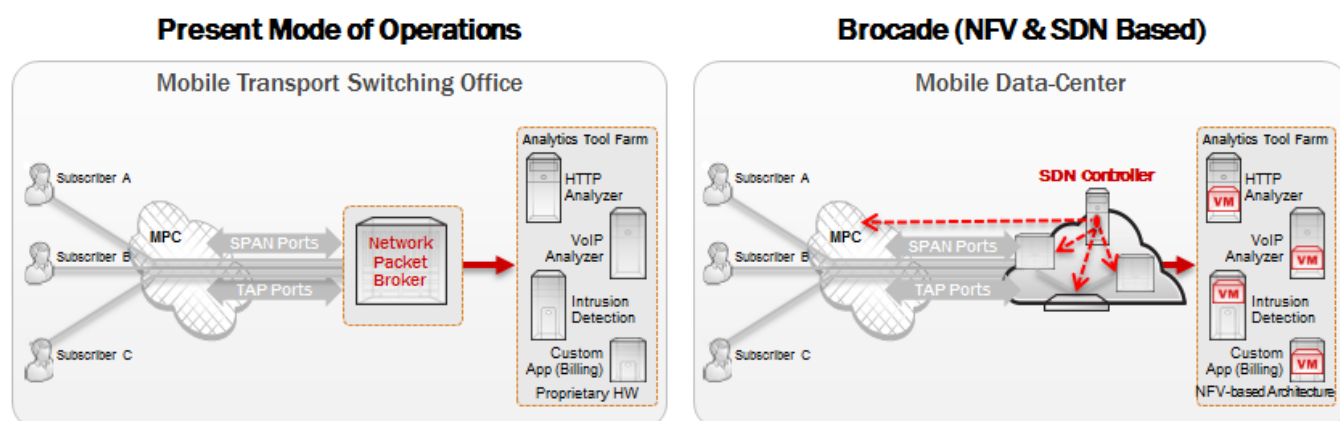 Present Mode of Operations
Mobile Transport Switching Office
Subscriber A
Subscriber B
Subscriber C
MPC
SPAN Ports
TAP Ports
Network
Packet
Broker
Analytics Tool Farm
HTTP
Analyzer
VoIP
Analyzer
Intrusion
Detection
Custom
App (Billing)
Proprietary HW
Brocade (NFV & SDN Based)
Mobile Data-Center
Subscriber A
Subscriber B
Subscriber C
MPC
SPAN Ports
TAP Ports
SDN Controller
Analytics Tool Farm
HTTP
Analyzer
VM
VoIP
Analyzer
VM
VM
Intrusion
Detection
Custom
App (Billing)
VM
NFV-based Architecture